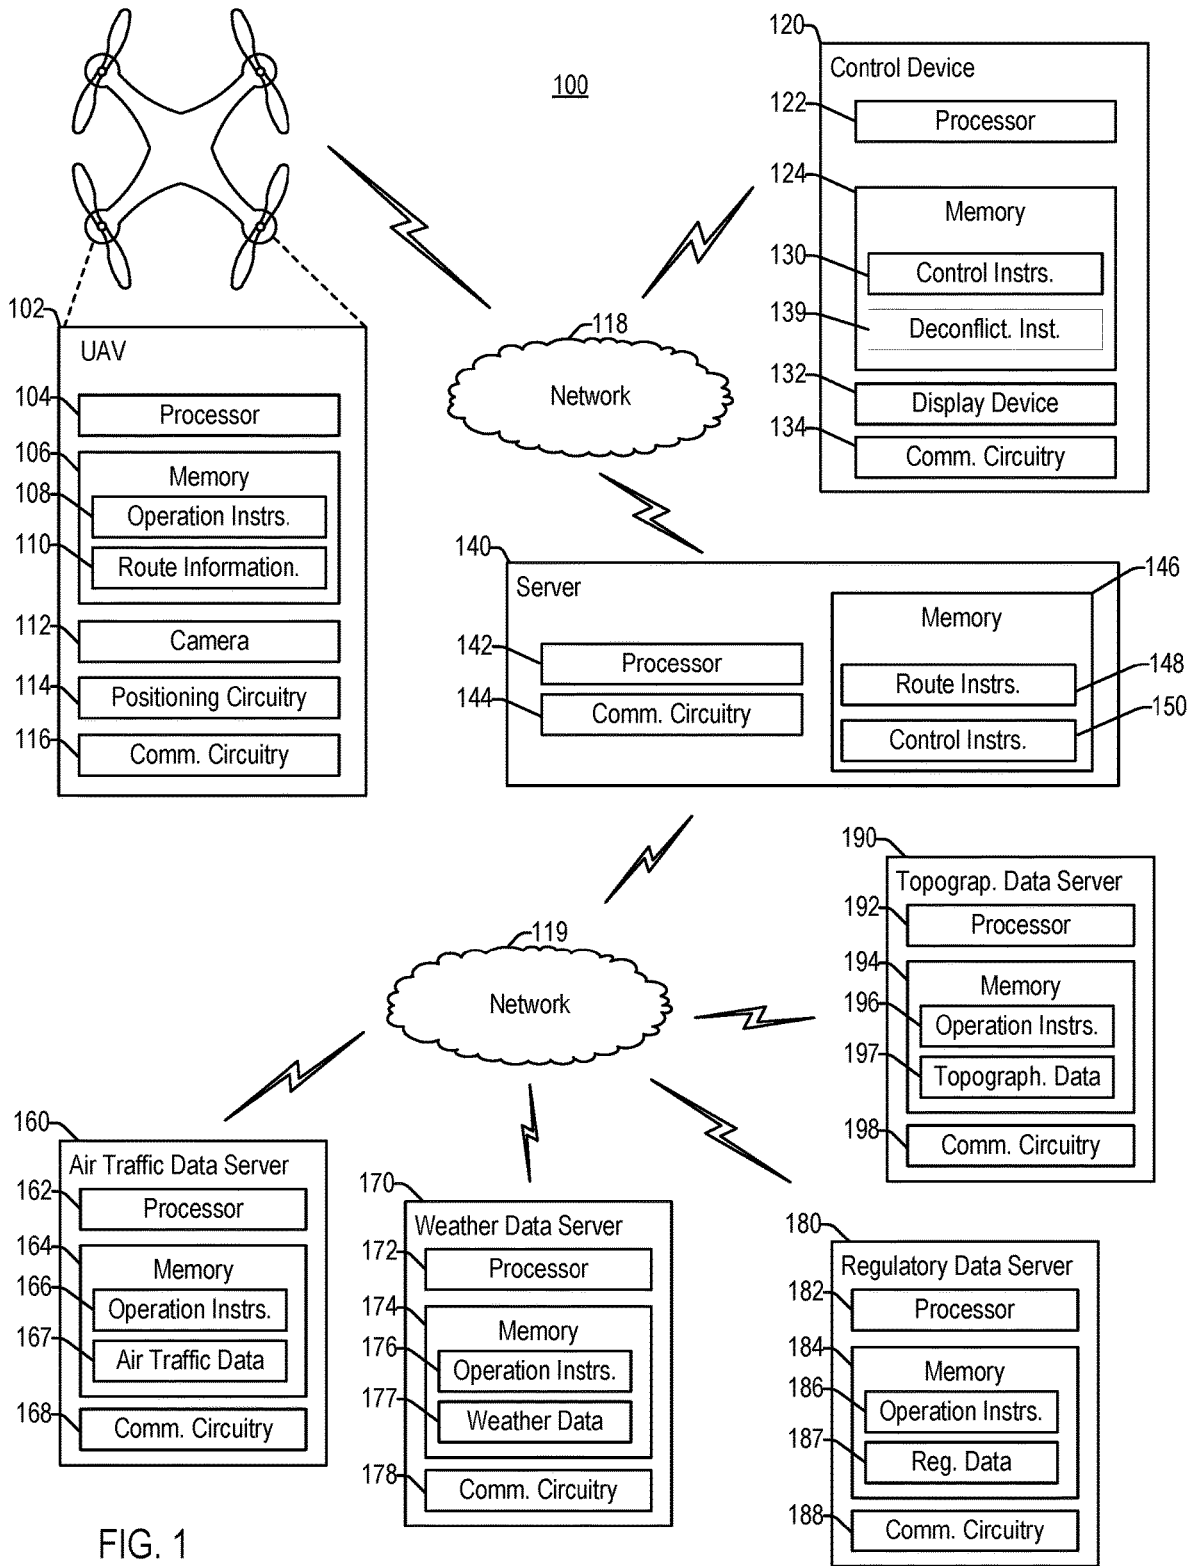 100
120
Control Device
122
Processor
124
Memory
130
Control Instrs.
139
Deconflict. Inst.
132
Display Device
134
Comm. Circuitry
102
UAV
104
Processor
106
Memory
108
Operation Instrs.
110
Route Information.
112
Camera
114
Positioning Circuitry
116
Comm. Circuitry
118
Network
140
Server
142
Processor
144
Comm. Circuitry
146
Memory
148
Route Instrs.
150
Control Instrs.
119
Network
190
Topograp. Data Server
192
Processor
194
Memory
196
Operation Instrs.
197
Topograph. Data
198
Comm. Circuitry
160
Air Traffic Data Server
162
Processor
164
Memory
166
Operation Instrs.
167
Air Traffic Data
168
Comm. Circuitry
170
Weather Data Server
172
Processor
174
Memory
176
Operation Instrs.
177
Weather Data
178
Comm. Circuitry
180
Regulatory Data Server
182
Processor
184
Memory
186
Operation Instrs.
187
Reg. Data
188
Comm. Circuitry
FIG. 1